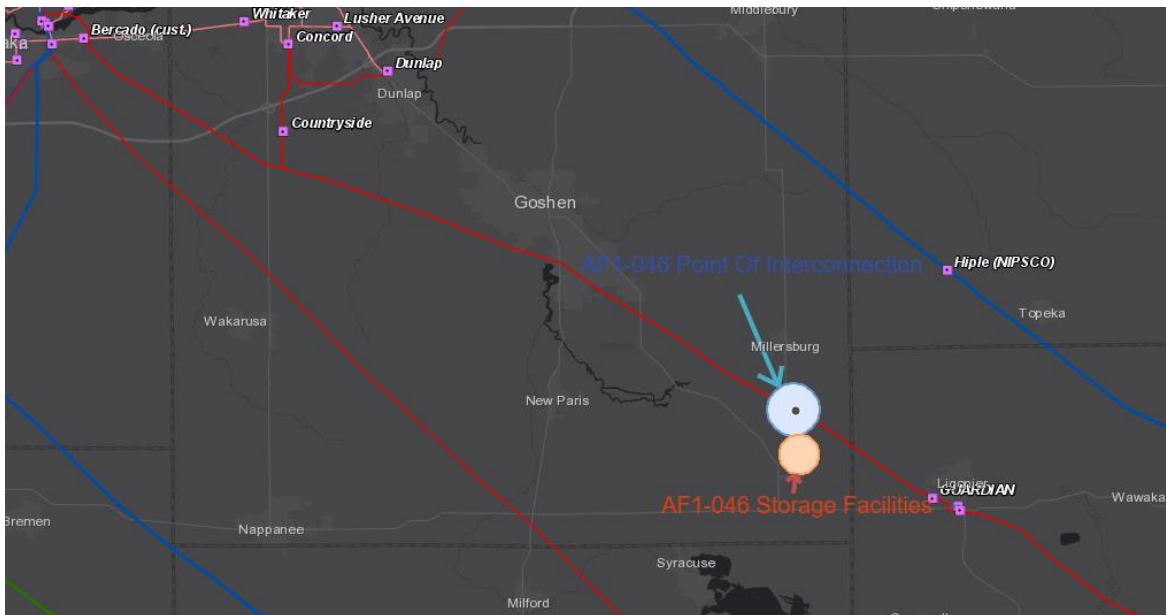 Whitaker
Lusher Avenue
Bercado (cust.)
Osceola
Concord
Dunlap
Dunlap
Countryside
Middlebury
Goshen
AF1-046 Point Of Interconnection
Hiple (NIPSCO)
Topeka
Wakarusa
Millersburg
New Paris
Ligonier
GUARDIAN
Wawaka
AF1-046 Storage Facilities
Bremen
Nappanee
Syracuse
Milford